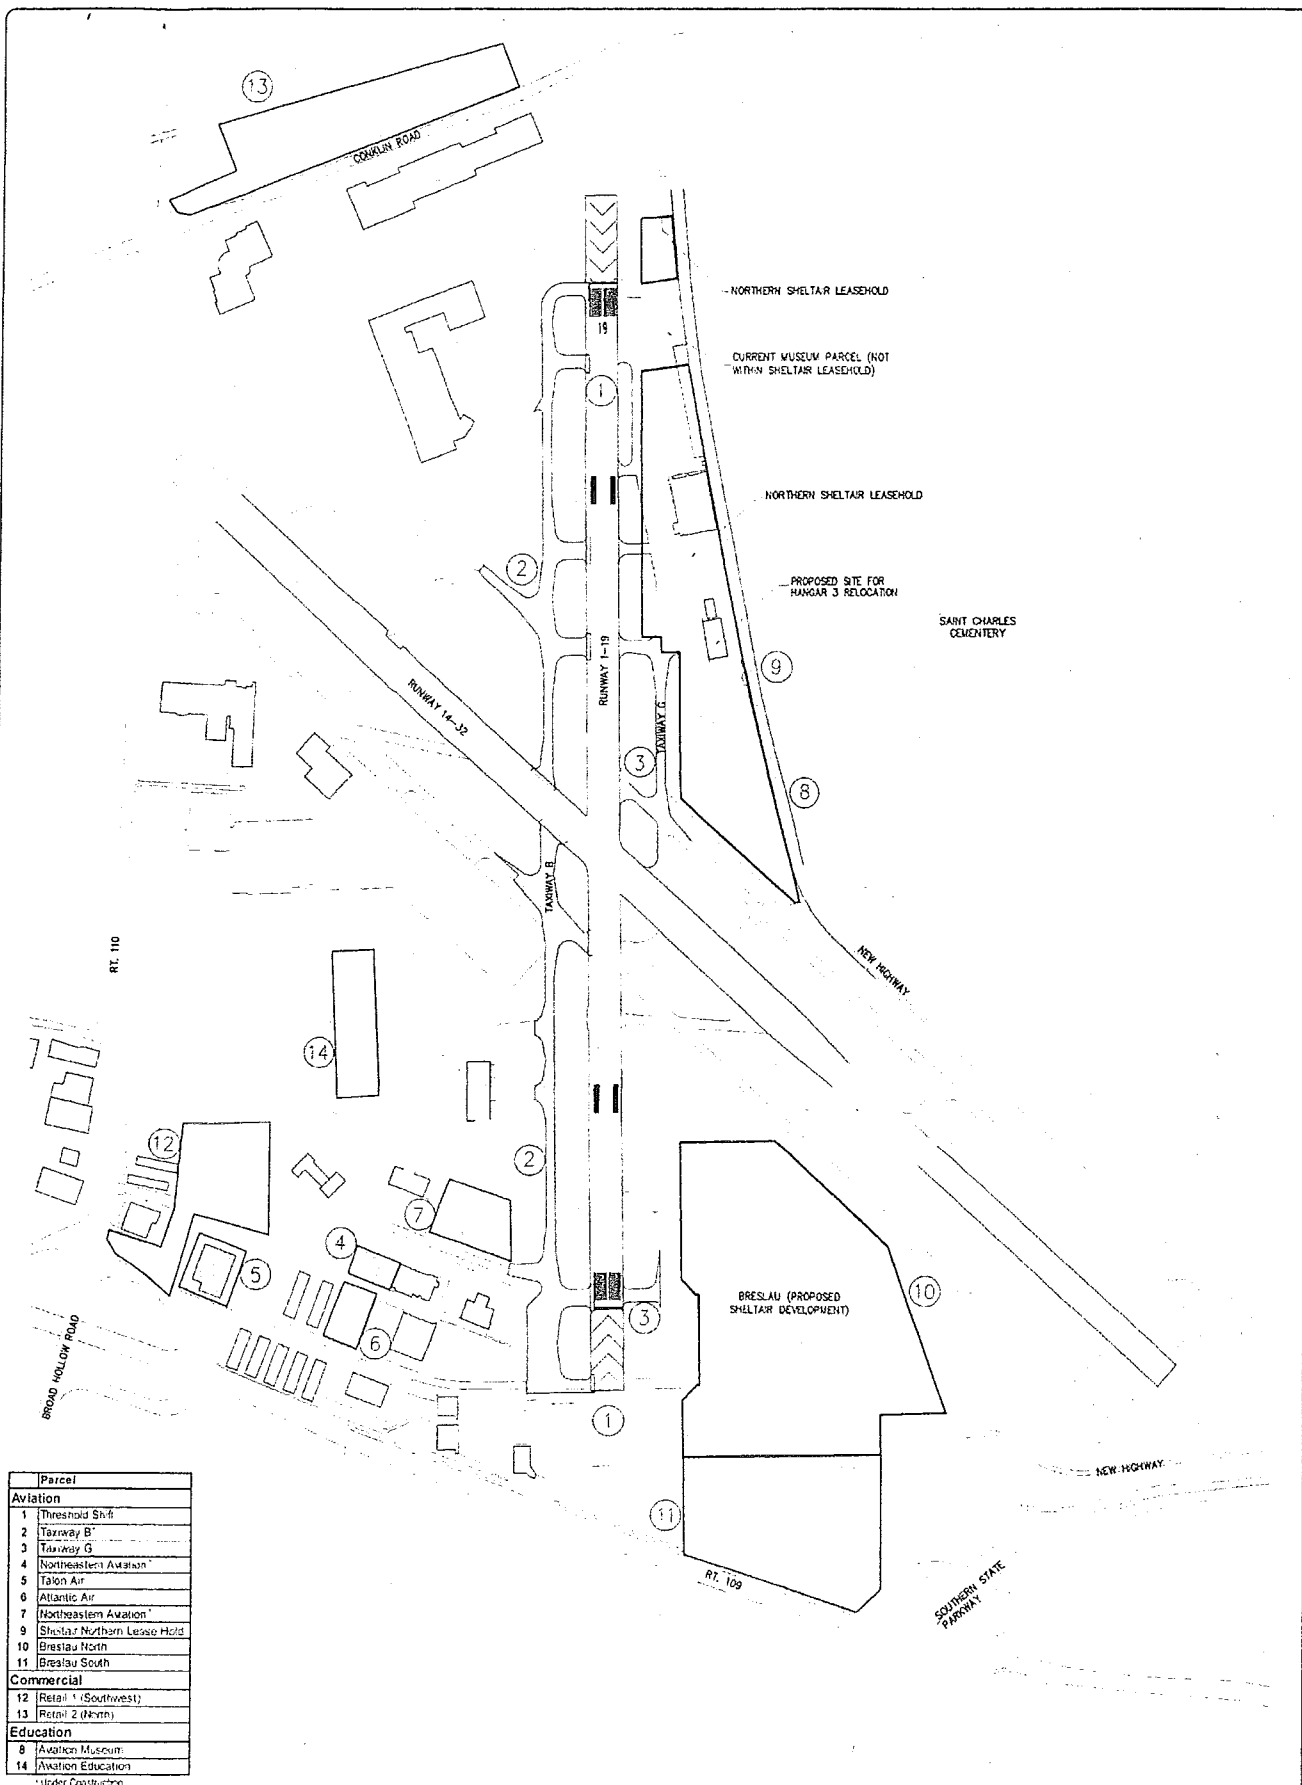 13
CONKLIN ROAD
NORTHERN SHELTAIR LEASEHOLD
19
CURRENT MUSEUM PARCEL (NOT
WITHIN SHELTAIR LEASEHOLD)
1
NORTHERN SHELTAIR LEASEHOLD
2
PROPOSED SITE FOR
HANGAR 3 RELOCATION
SAINT CHARLES
CEMENTERY
RUNWAY 1-19
9
RUNWAY 14-32
TAXIWAY G
3
8
TAXIWAY B
RT. 110
NEW HIGHWAY
14
12
2
7
4
5
BRESLAU (PROPOSED
SHELTAIR DEVELOPMENT)
10
3
6
BROAD HOLLOW ROAD
1
NEW HIGHWAY
11
RT. 109
SOUTHERN STATE
PARKWAY
Parcel
Aviation
1 Threshold Shift
2 Taxiway B*
3 Taxiway G
4 Northeastern Aviation*
5 Talon Air
6 Atlantic Air
7 Northeastern Aviation*
9 Sheltair Northern Lease Hold
10 Breslau North
11 Breslau South
Commercial
12 Retail 1 (Southwest)
13 Retail 2 (North)
Education
8 Aviation Museum
14 Aviation Education
*Under Construction